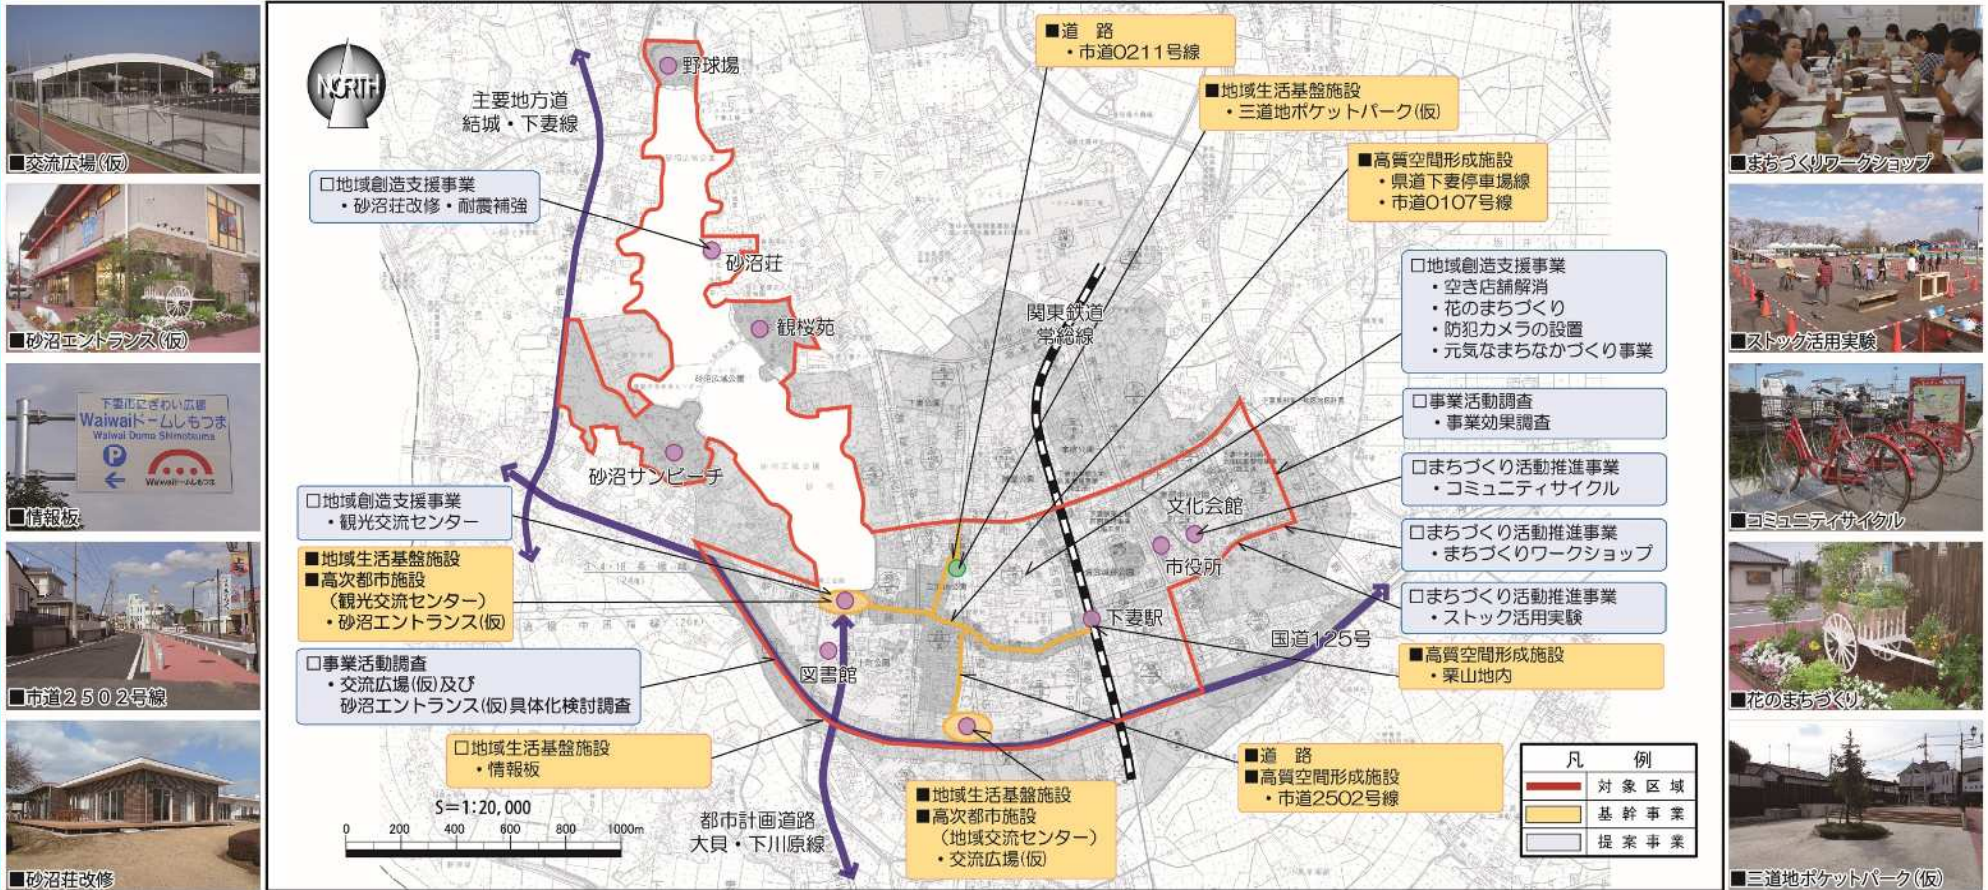 ■交流広場(仮)
■砂沼エントランス(仮)
下妻市にぎわい広場
Waiwaiドームしもつま
Waiwai Dome Shimotsuma
P
←
Waiwaiドームしもつま
■情報板
■市道2502号線
■砂沼荘改修
NORTH
主要地方道
結城・下妻線
野球場
□地域創造支援事業
・砂沼荘改修・耐震補強
砂沼荘
観桜苑
砂沼広域公園
砂沼サンビーチ
□地域創造支援事業
・観光交流センター
■地域生活基盤施設
■高次都市施設
(観光交流センター)
・砂沼エントランス(仮)
□事業活動調査
・交流広場(仮)及び
砂沼エントランス(仮)具体化検討調査
図書館
□地域生活基盤施設
・情報板
S=1:20,000
0 200 400 600 800 1000m
都市計画道路
大貝・下川原線
■道 路
・市道0211号線
■地域生活基盤施設
・三道地ポケットパーク(仮)
■高質空間形成施設
・県道下妻停車場線
・市道0107号線
関東鉄道
常総線
□地域創造支援事業
・空き店舗解消
・花のまちづくり
・防犯カメラの設置
・元気なまちなかづくり事業
□事業活動調査
・事業効果調査
□まちづくり活動推進事業
・コミュニティサイクル
文化会館
市役所
□まちづくり活動推進事業
・まちづくりワークショップ
□まちづくり活動推進事業
・ストック活用実験
下妻駅
国道125号
■高質空間形成施設
・栗山地内
■道 路
■高質空間形成施設
・市道2502号線
■地域生活基盤施設
■高次都市施設
(地域交流センター)
・交流広場(仮)
凡 例
対象区域
基幹事業
提案事業
■まちづくりワークショップ
■ストック活用実験
■コミュニティサイクル
■花のまちづくり
■三道地ポケットパーク(仮)